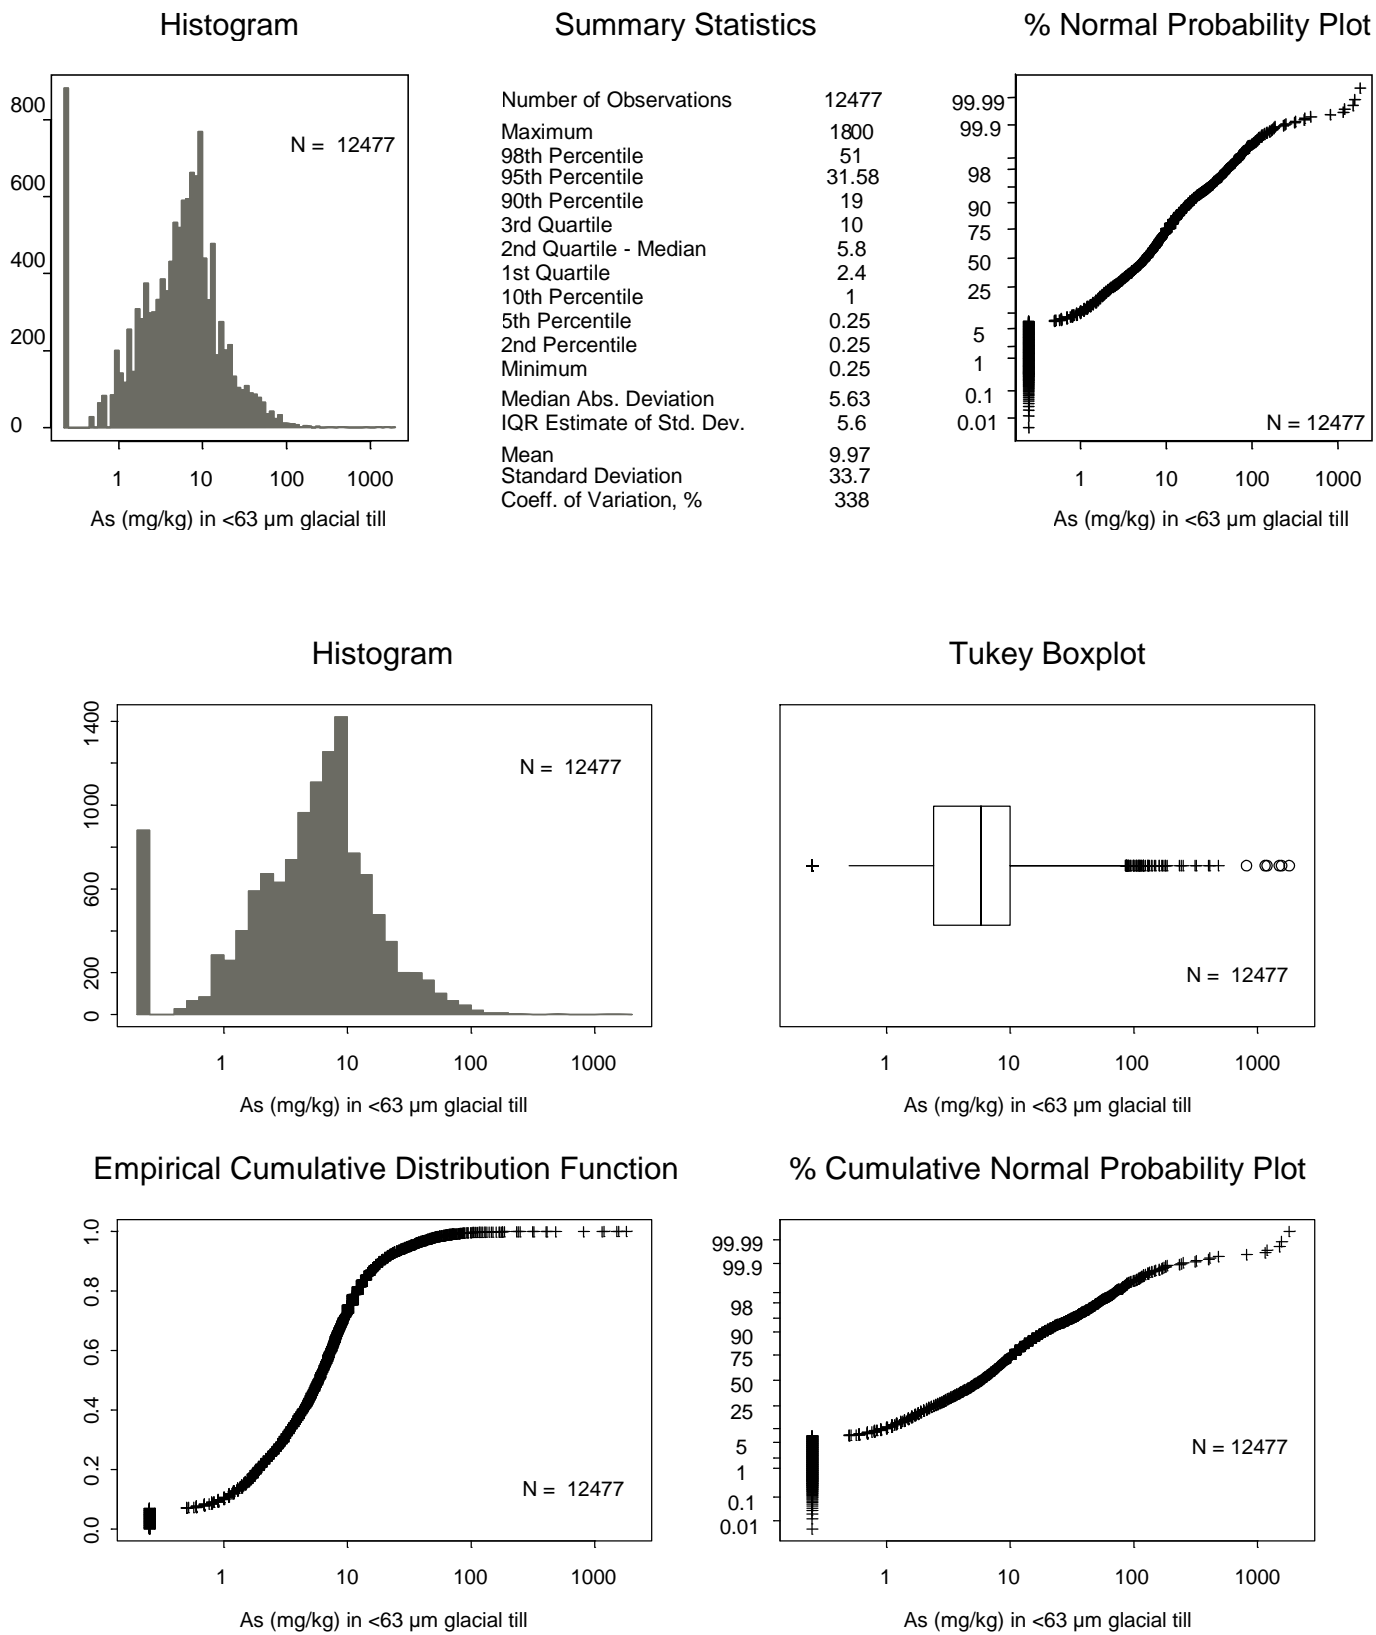 Histogram
Summary Statistics
% Normal Probability Plot
800
600
400
200
0
N = 12477
1 10 100 1000
As (mg/kg) in <63 µm glacial till
Number of Observations 12477
Maximum 1800
98th Percentile 51
95th Percentile 31.58
90th Percentile 19
3rd Quartile 10
2nd Quartile - Median 5.8
1st Quartile 2.4
10th Percentile 1
5th Percentile 0.25
2nd Percentile 0.25
Minimum 0.25
Median Abs. Deviation 5.63
IQR Estimate of Std. Dev. 5.6
Mean 9.97
Standard Deviation 33.7
Coeff. of Variation, % 338
99.99
99.9
98
90
75
50
25
5
1
0.1
0.01
N = 12477
1 10 100 1000
As (mg/kg) in <63 µm glacial till
Histogram
1400
1000
600
200
0
N = 12477
1 10 100 1000
As (mg/kg) in <63 µm glacial till
Tukey Boxplot
N = 12477
1 10 100 1000
As (mg/kg) in <63 µm glacial till
Empirical Cumulative Distribution Function
1.0
0.8
0.6
0.4
0.2
0.0
N = 12477
1 10 100 1000
As (mg/kg) in <63 µm glacial till
% Cumulative Normal Probability Plot
99.99
99.9
98
90
75
50
25
5
1
0.1
0.01
N = 12477
1 10 100 1000
As (mg/kg) in <63 µm glacial till